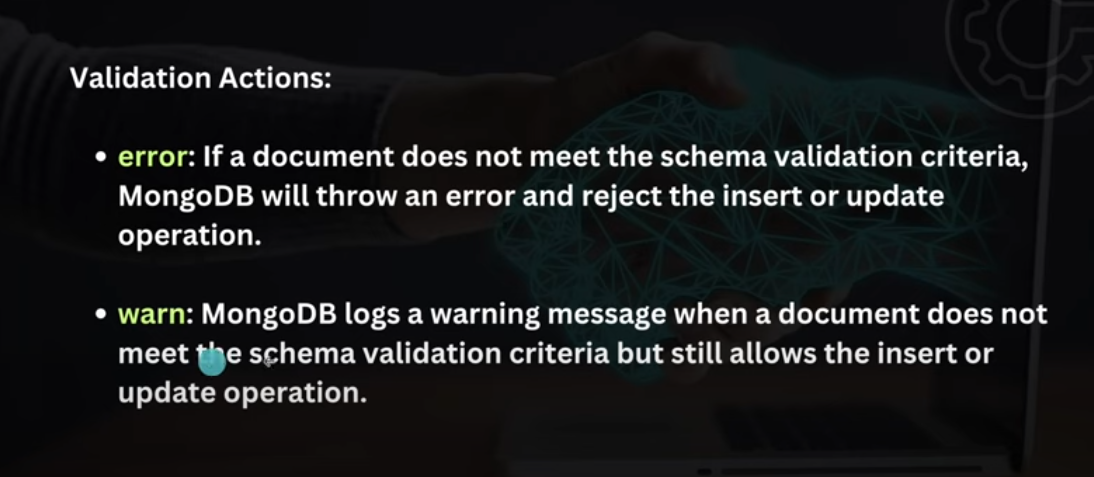 Validation Actions:
• error: If a document does not meet the schema validation criteria,
MongoDB will throw an error and reject the insert or update
operation.
• warn: MongoDB logs a warning message when a document does not
meet the schema validation criteria but still allows the insert or
update operation.